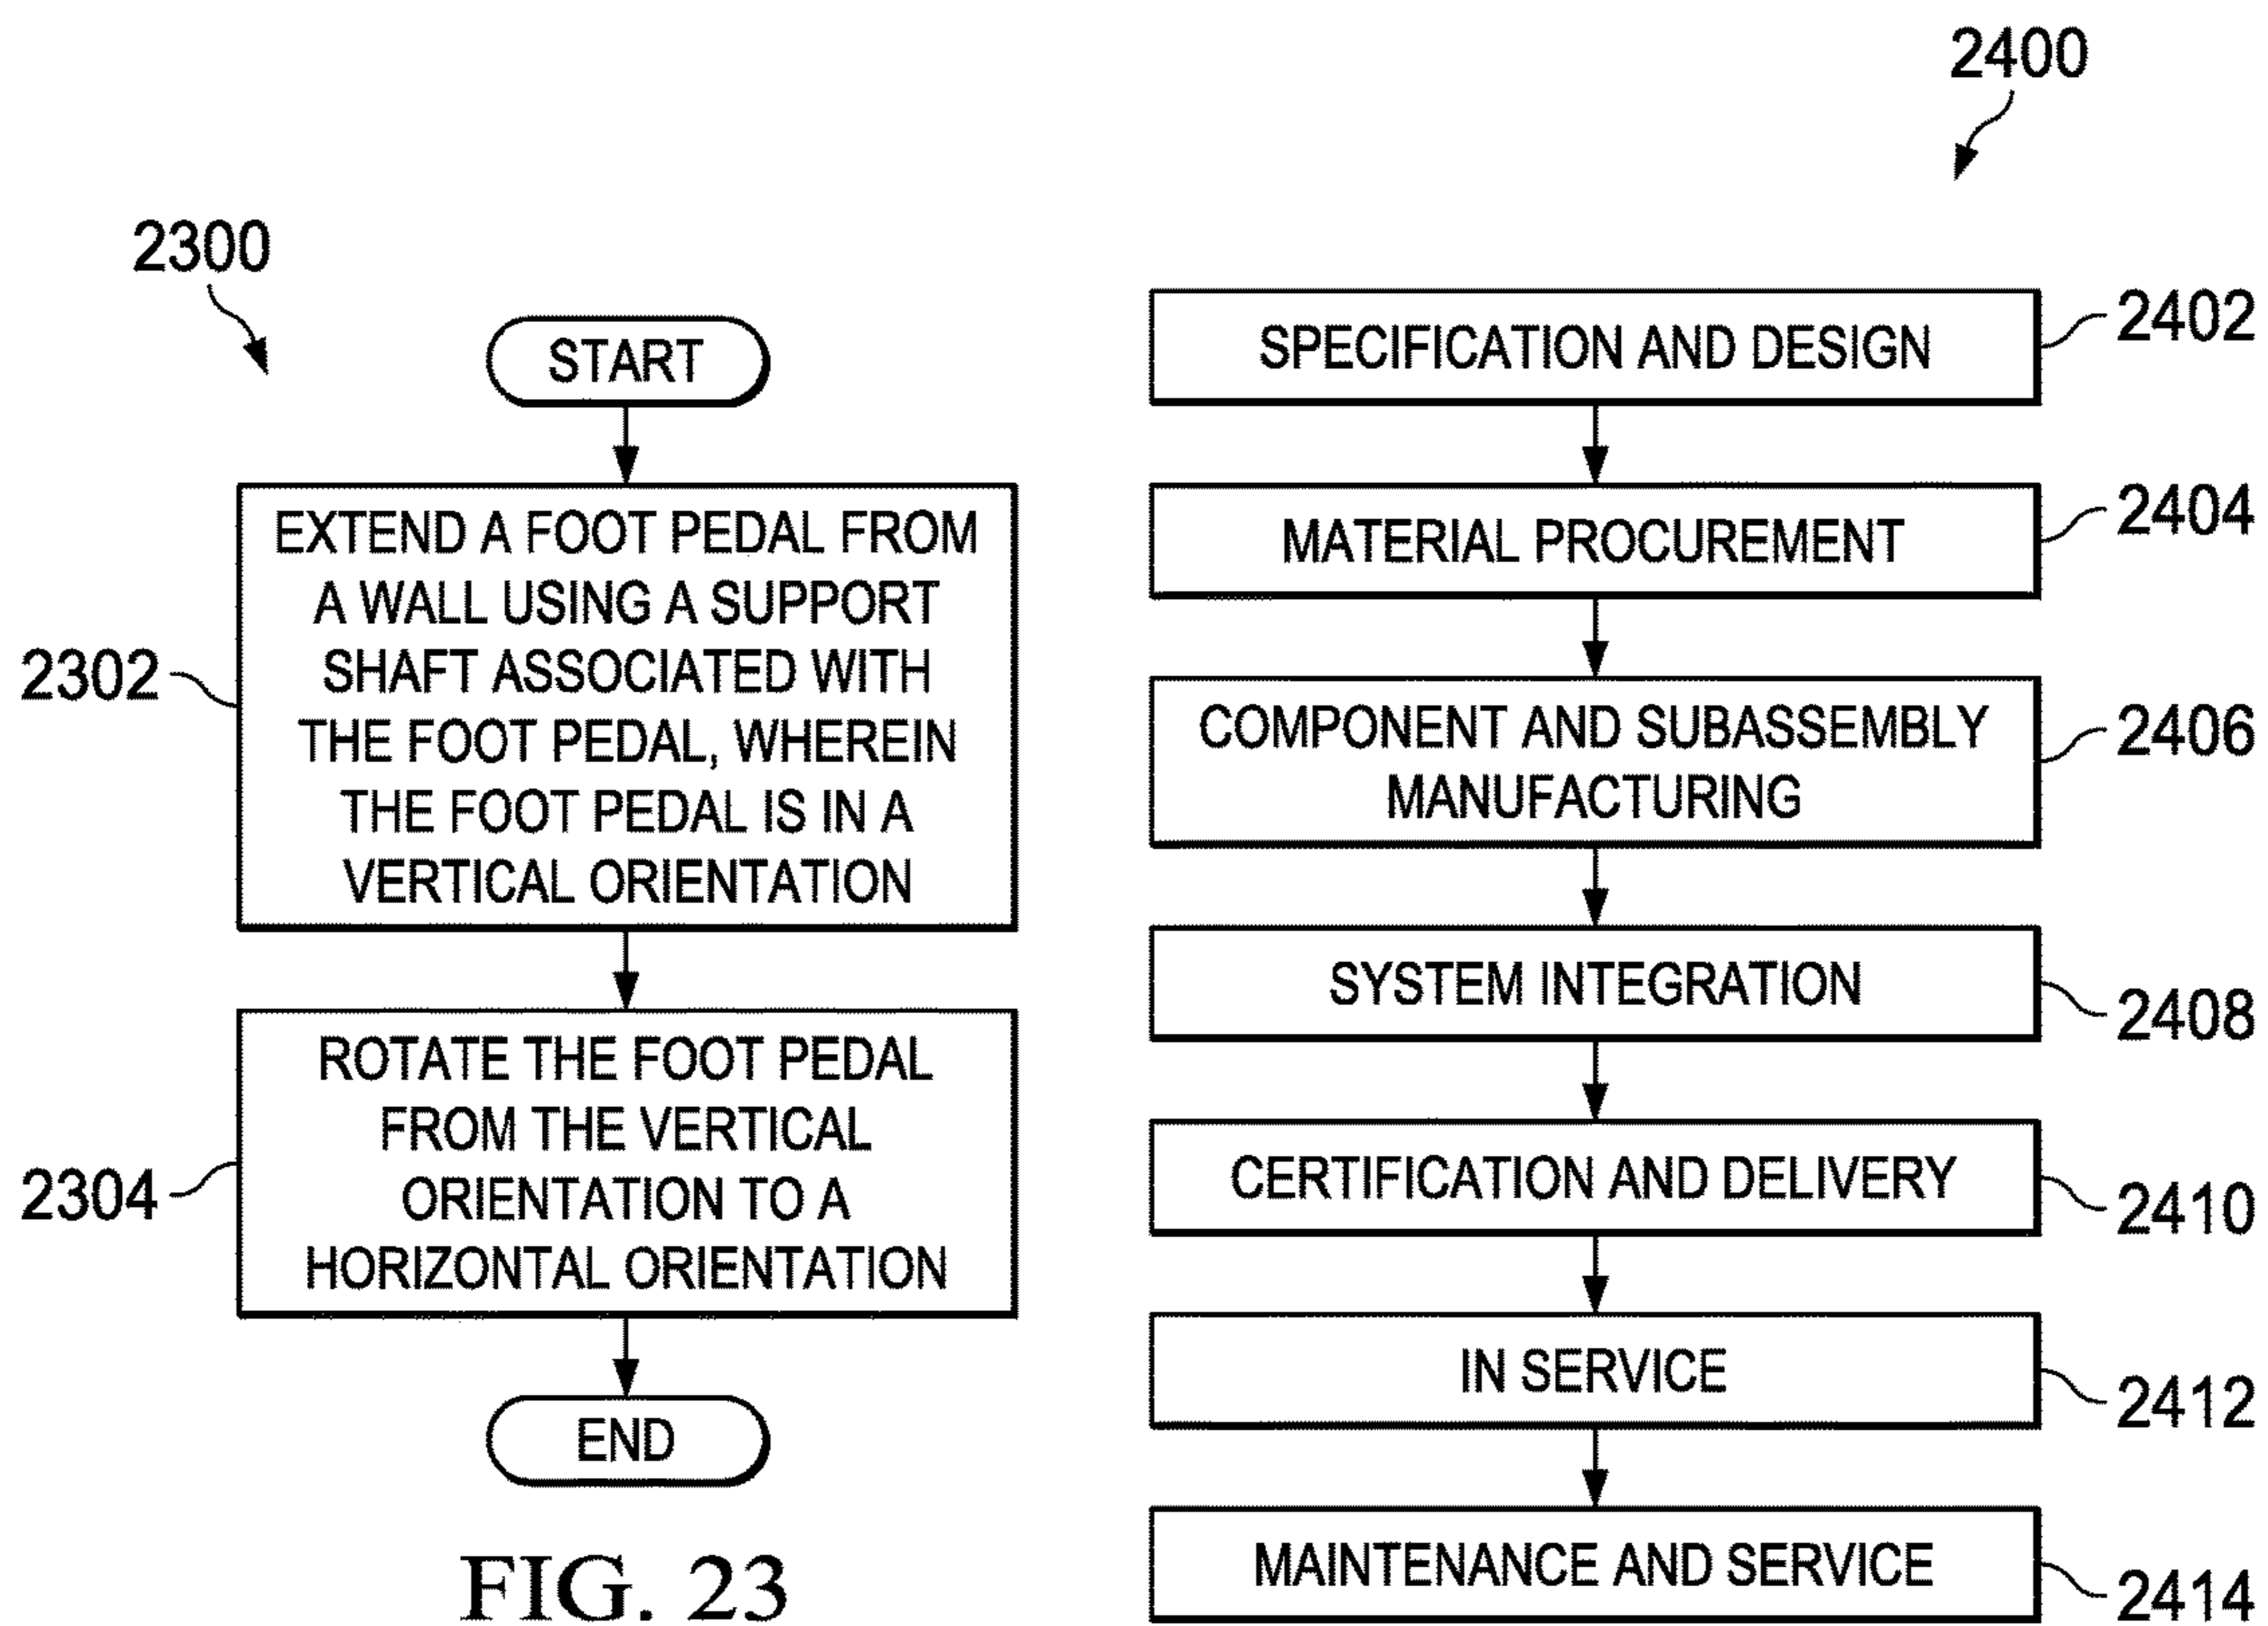 2300
START
2302
EXTEND A FOOT PEDAL FROM
A WALL USING A SUPPORT
SHAFT ASSOCIATED WITH
THE FOOT PEDAL, WHEREIN
THE FOOT PEDAL IS IN A
VERTICAL ORIENTATION
2304
ROTATE THE FOOT PEDAL
FROM THE VERTICAL
ORIENTATION TO A
HORIZONTAL ORIENTATION
END
FIG. 23
2400
SPECIFICATION AND DESIGN
2402
MATERIAL PROCUREMENT
2404
COMPONENT AND SUBASSEMBLY
MANUFACTURING
2406
SYSTEM INTEGRATION
2408
CERTIFICATION AND DELIVERY
2410
IN SERVICE
2412
MAINTENANCE AND SERVICE
2414